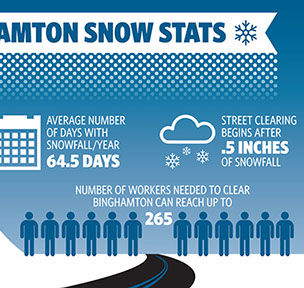 AMTON SNOW STATS
AVERAGE NUMBER
OF DAYS WITH
SNOWFALL/YEAR
64.5 DAYS
STREET CLEARING
BEGINS AFTER
.5 INCHES
OF SNOWFALL
NUMBER OF WORKERS NEEDED TO CLEAR
BINGHAMTON CAN REACH UP TO
265